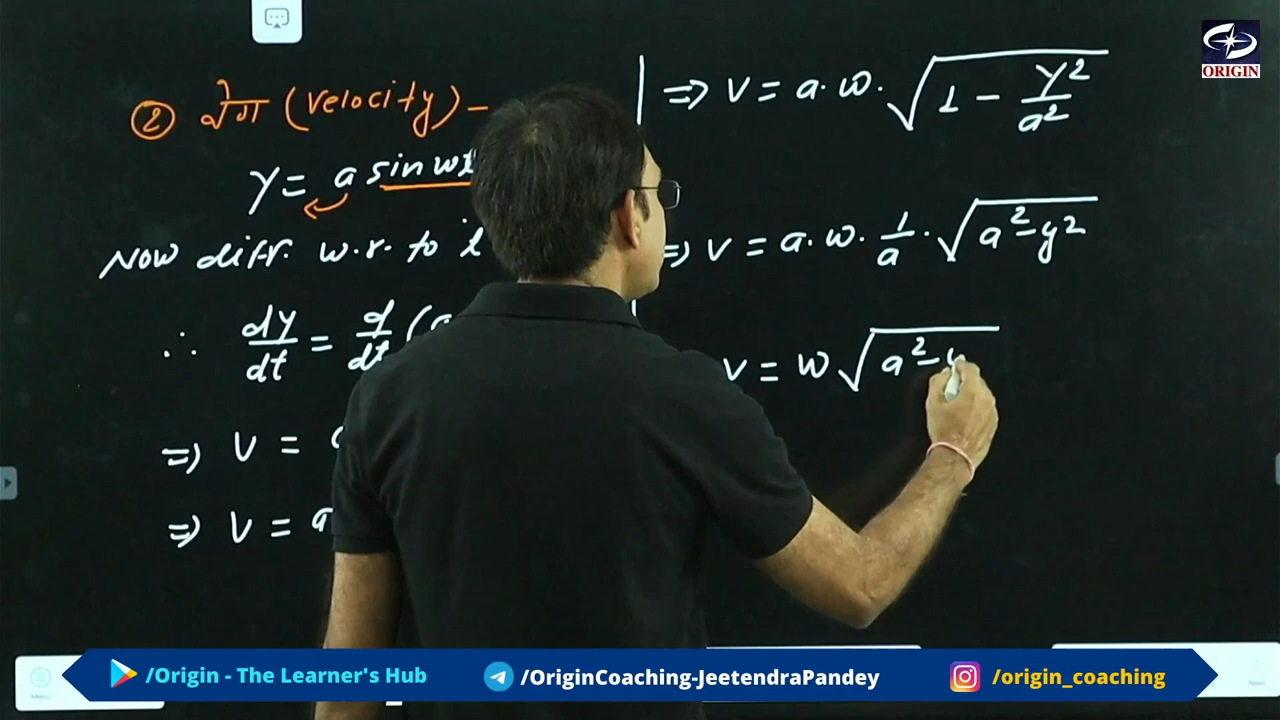 ② वेग (velocity) –
y = a sin ωt
Now diff. w.r. to t
∴ dy/dt = d/dt (a
⇒ v =
⇒ v = a
⇒ v = a.ω.√(1 - y²/a²)
⇒ v = a.ω. 1/a .√(a²-y²)
v = ω√(a²-y
ORIGIN
/Origin - The Learner's Hub
/OriginCoaching-JeetendraPandey
/origin_coaching